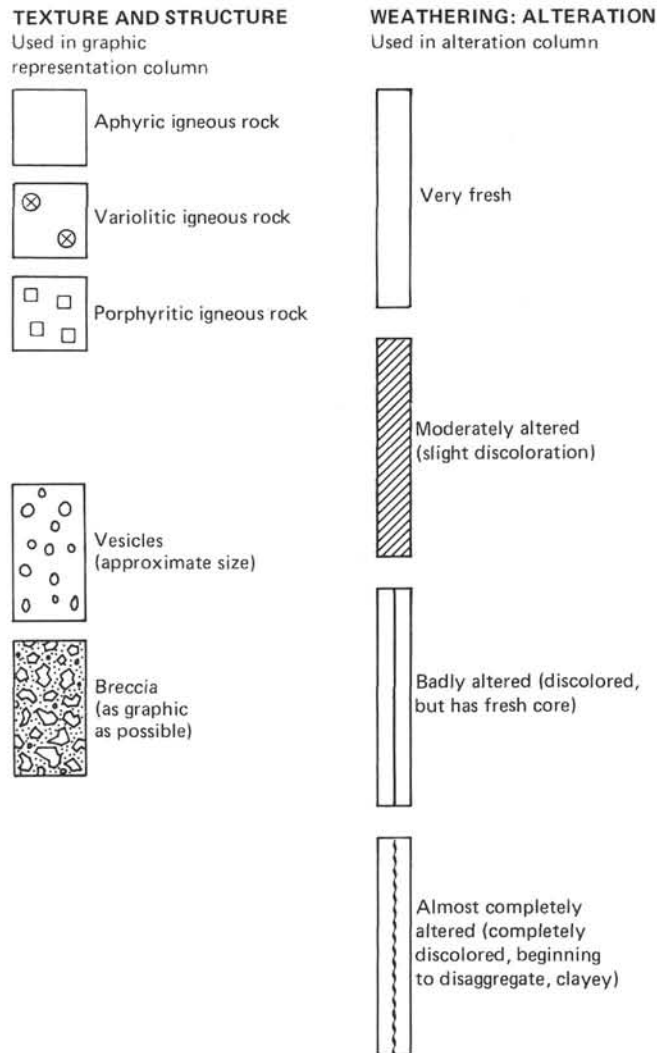 TEXTURE AND STRUCTURE
Used in graphic
representation column
Aphyric igneous rock
Variolitic igneous rock
Porphyritic igneous rock
Vesicles
(approximate size)
Breccia
(as graphic
as possible)
WEATHERING: ALTERATION
Used in alteration column
Very fresh
Moderately altered
(slight discoloration)
Badly altered (discolored,
but has fresh core)
Almost completely
altered (completely
discolored, beginning
to disaggregate, clayey)